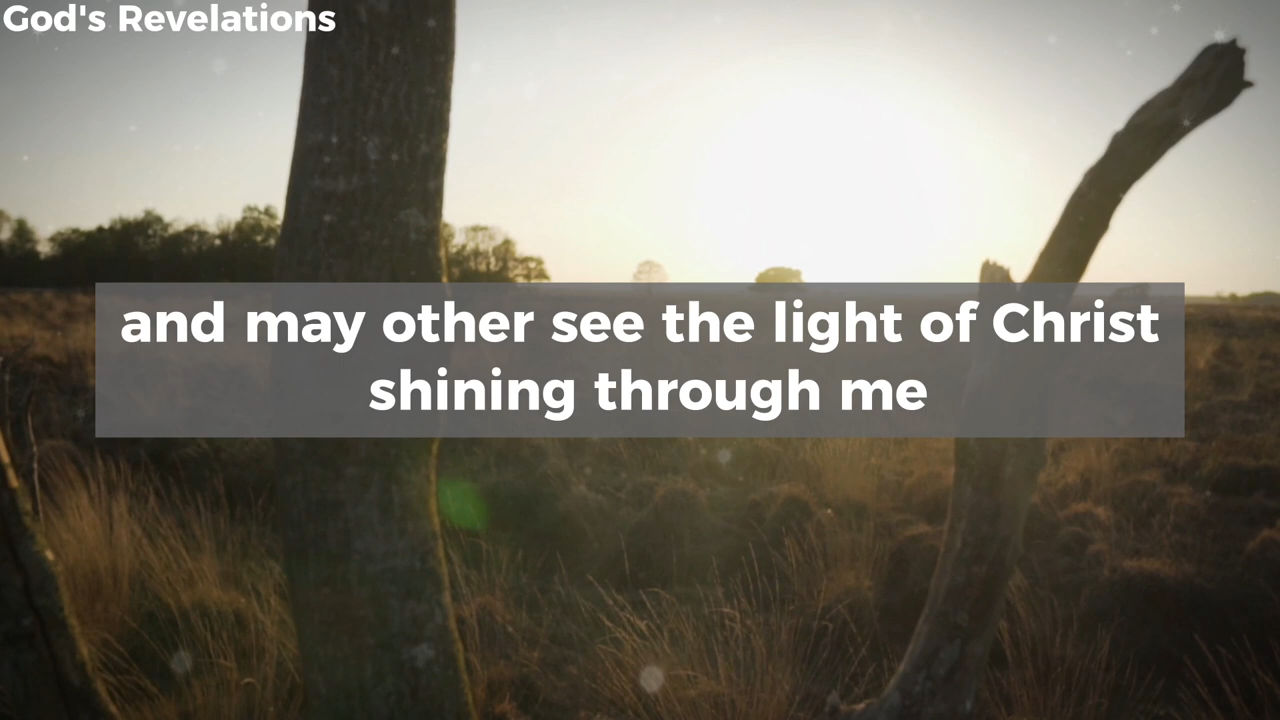 God's Revelations
and may other see the light of Christ
shining through me